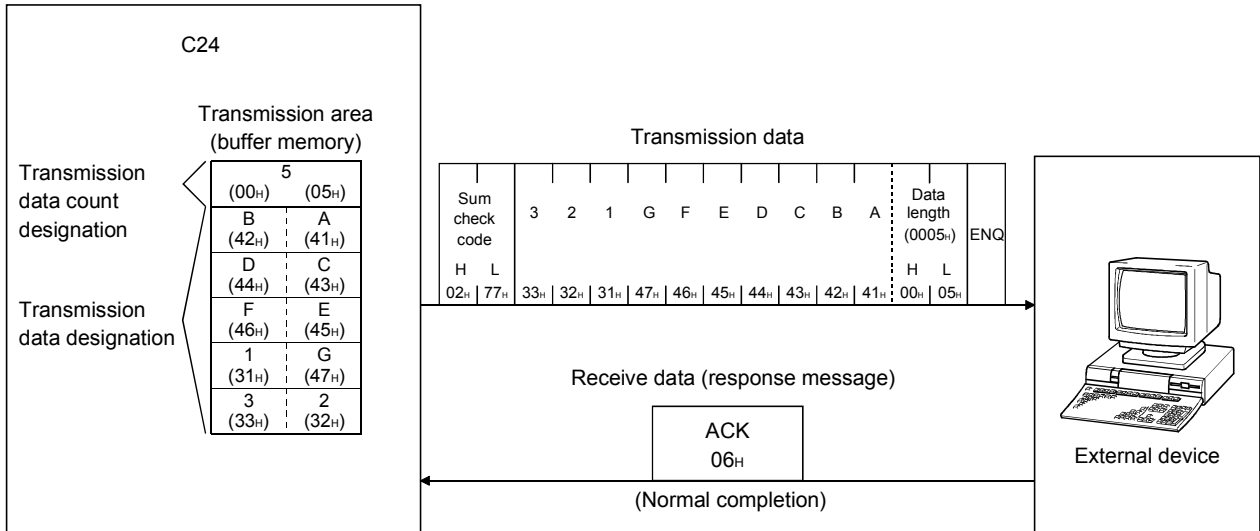 C24
Transmission area
(buffer memory)
Transmission
data count
designation
5
(00H) (05H)
B A
(42H) (41H)
D C
(44H) (43H)
Transmission
data designation
F E
(46H) (45H)
1 G
(31H) (47H)
3 2
(33H) (32H)
Transmission data
Sum
check
code
H L
3 2 1 G F E D C B A
Data
length
(0005H)
H L
ENQ
02H 77H 33H 32H 31H 47H 46H 45H 44H 43H 42H 41H 00H 05H
Receive data (response message)
ACK
06H
(Normal completion)
External device